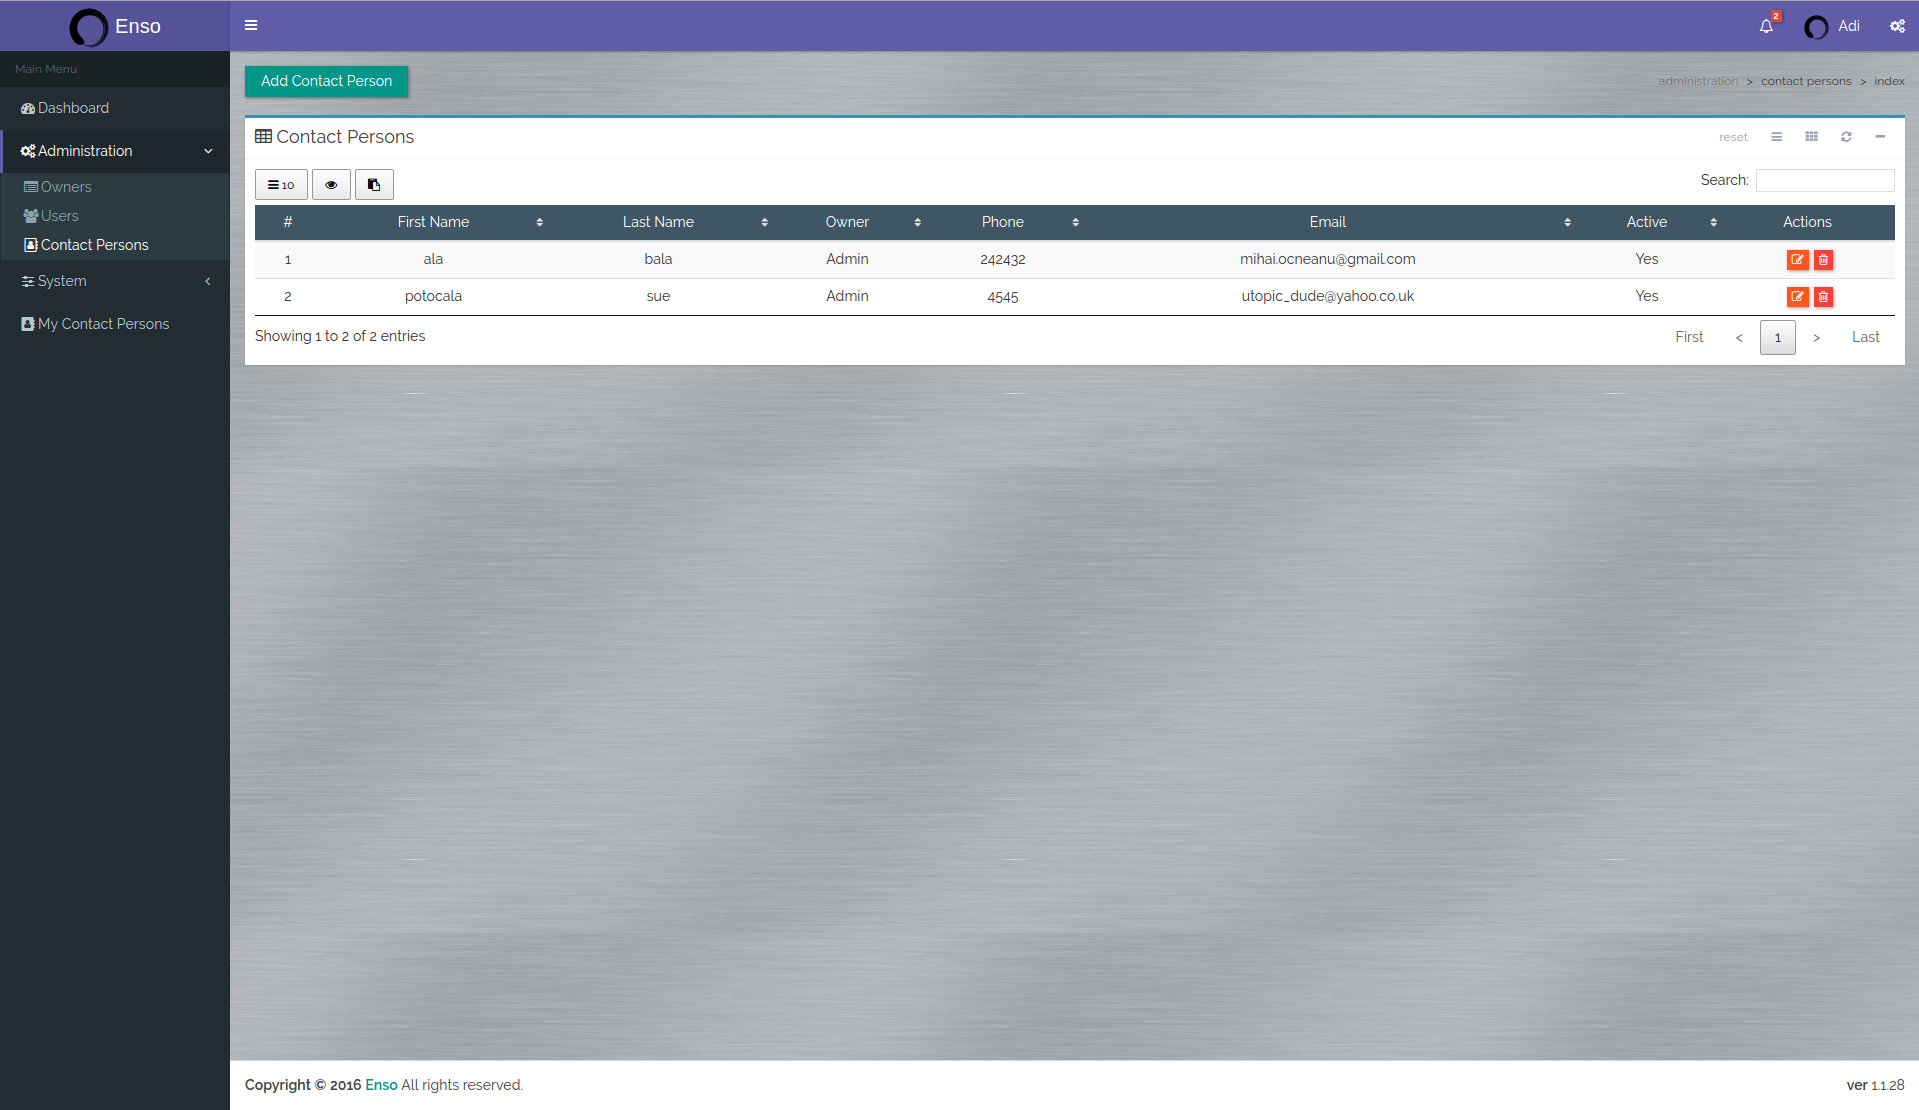 Enso
2
Adi
Main Menu
Dashboard
Administration
Owners
Users
Contact Persons
System
My Contact Persons
Add Contact Person
administration > contact persons > index
Contact Persons
reset
10
Search:
# First Name Last Name Owner Phone Email Active Actions
1 ala bala Admin 242432 mihai.ocneanu@gmail.com Yes
2 potocala sue Admin 4545 utopic_dude@yahoo.co.uk Yes
Showing 1 to 2 of 2 entries
First < 1 > Last
Copyright © 2016 Enso All rights reserved.
ver 1.1.28